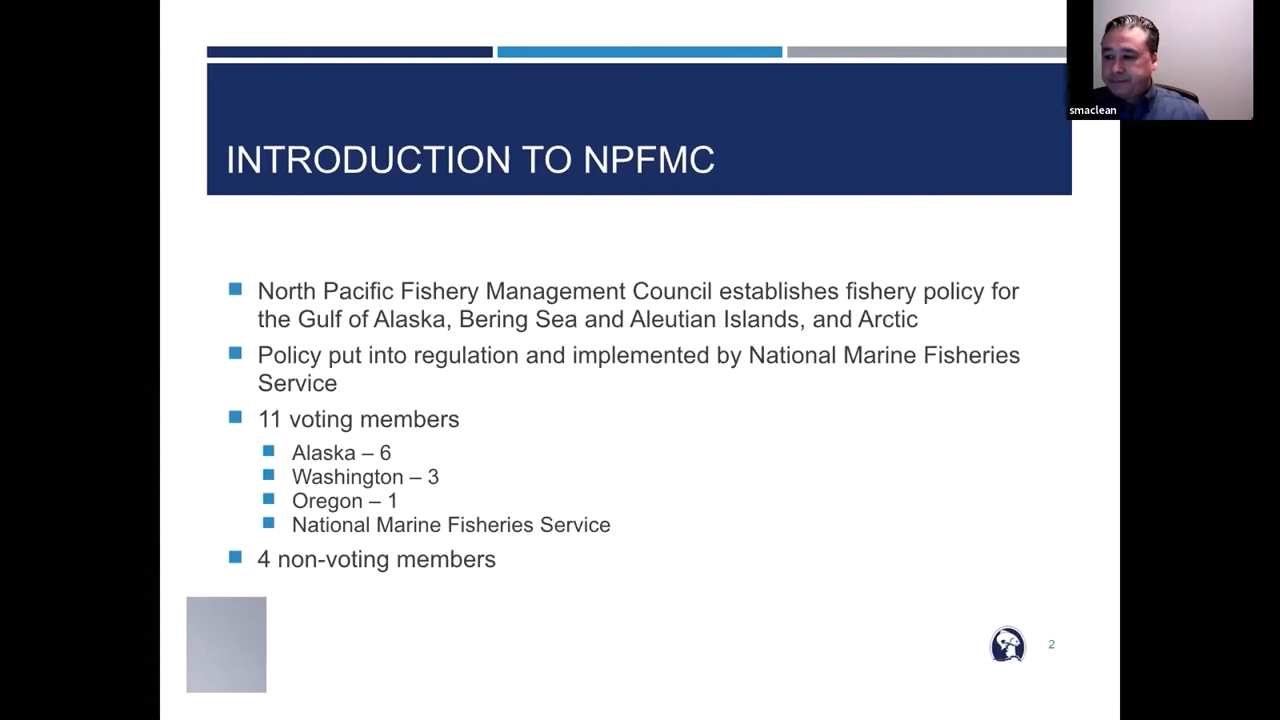 smaclean
INTRODUCTION TO NPFMC
North Pacific Fishery Management Council establishes fishery policy for
the Gulf of Alaska, Bering Sea and Aleutian Islands, and Arctic
Policy put into regulation and implemented by National Marine Fisheries
Service
11 voting members
Alaska – 6
Washington – 3
Oregon – 1
National Marine Fisheries Service
4 non-voting members
2